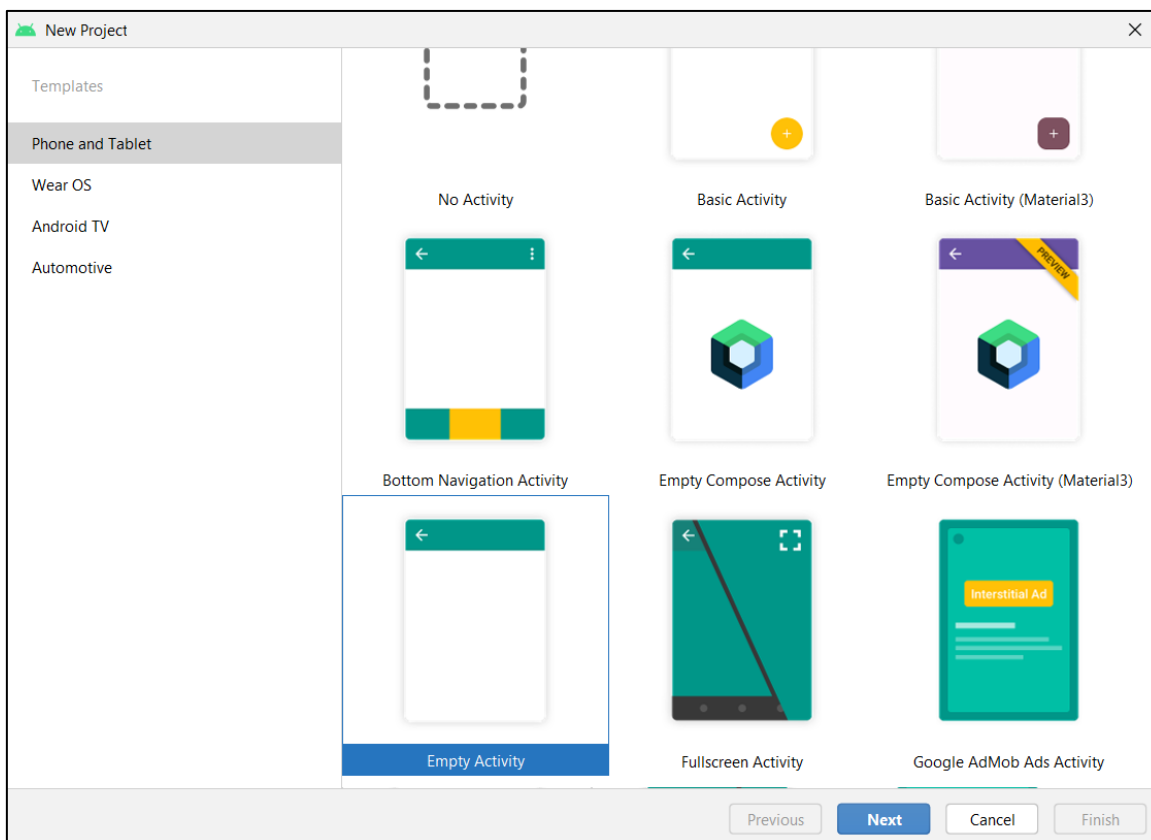 New Project
Templates
Phone and Tablet
Wear OS
Android TV
Automotive
No Activity
Basic Activity
Basic Activity (Material3)
PREVIEW
Bottom Navigation Activity
Empty Compose Activity
Empty Compose Activity (Material3)
Interstitial Ad
Empty Activity
Fullscreen Activity
Google AdMob Ads Activity
Previous
Next
Cancel
Finish